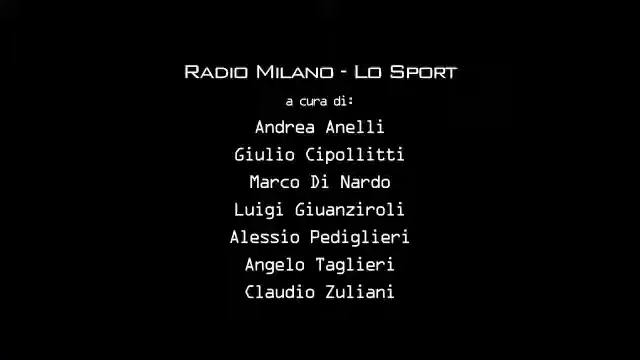 Radio Milano - Lo Sport
a cura di:
Andrea Anelli
Giulio Cipollitti
Marco Di Nardo
Luigi Giuanziroli
Alessio Pediglieri
Angelo Taglieri
Claudio Zuliani